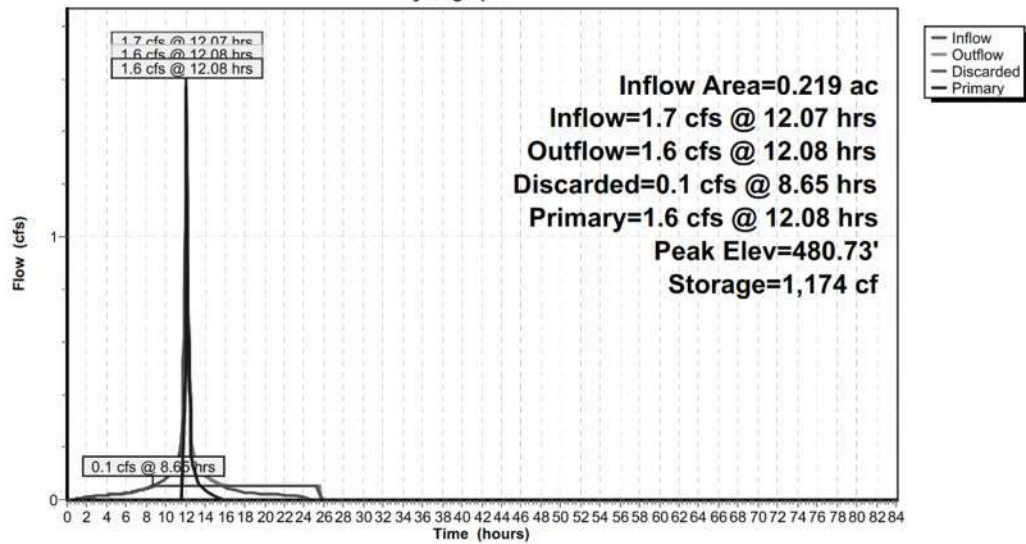 1.7 cfs @ 12.07 hrs
1.6 cfs @ 12.08 hrs
1.6 cfs @ 12.08 hrs
Inflow
Outflow
Discarded
Primary
Inflow Area=0.219 ac
Inflow=1.7 cfs @ 12.07 hrs
Outflow=1.6 cfs @ 12.08 hrs
Discarded=0.1 cfs @ 8.65 hrs
Primary=1.6 cfs @ 12.08 hrs
Peak Elev=480.73'
Storage=1,174 cf
Flow (cfs)
1
0.1 cfs @ 8.65 hrs
0
0 2 4 6 8 10 12 14 16 18 20 22 24 26 28 30 32 34 36 38 40 42 44 46 48 50 52 54 56 58 60 62 64 66 68 70 72 74 76 78 80 82 84
Time (hours)